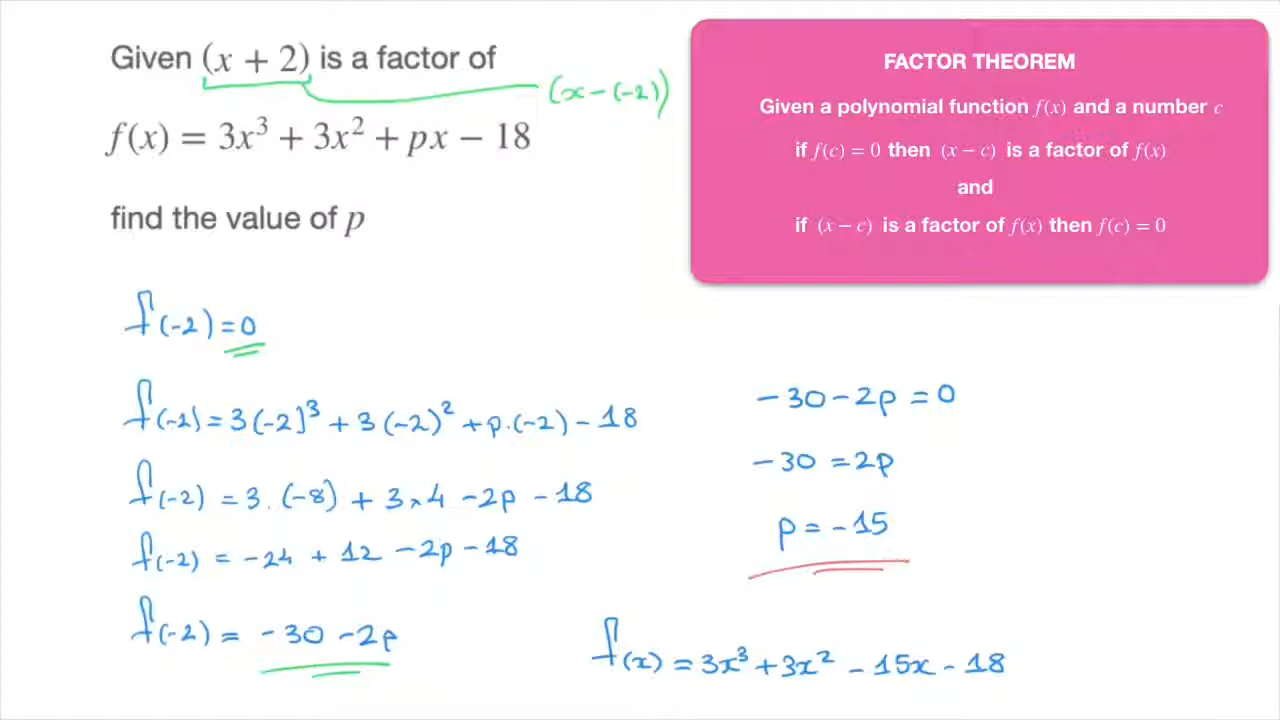 Given (x + 2) is a factor of
(x - (-2))
f(x) = 3x³ + 3x² + px − 18
find the value of p
FACTOR THEOREM
Given a polynomial function f(x) and a number c
if f(c) = 0 then (x − c) is a factor of f(x)
and
if (x − c) is a factor of f(x) then f(c) = 0
f(-2) = 0
f(-2) = 3(-2)³ + 3(-2)² + p.(-2) - 18
f(-2) = 3.(-8) + 3×4 -2p - 18
f(-2) = -24 + 12 - 2p - 18
f(-2) = -30 - 2p
-30 - 2p = 0
-30 = 2p
p = -15
f(x) = 3x³ + 3x² - 15x - 18